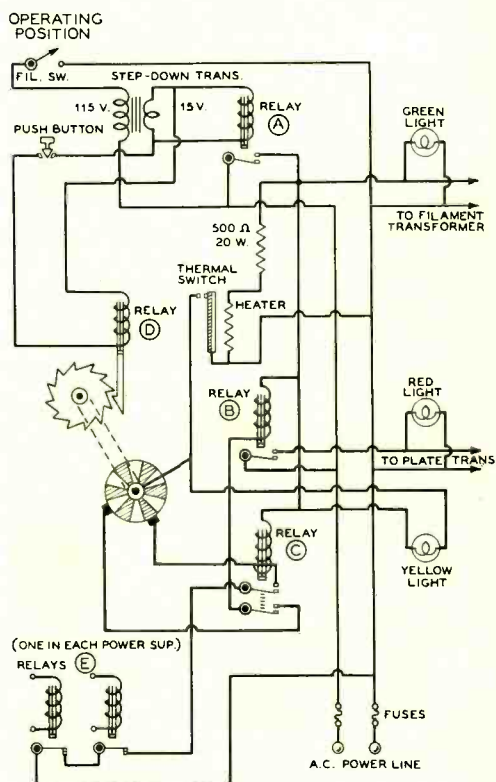 OPERATING
POSITION
FIL. SW.
STEP-DOWN TRANS.
115 V.
15 V.
RELAY
A
PUSH BUTTON
GREEN
LIGHT
TO FILAMENT
TRANSFORMER
500 Ω
20 W.
THERMAL
SWITCH
HEATER
RELAY
D
RELAY
B
RED
LIGHT
TO PLATE TRANS
RELAY
C
YELLOW
LIGHT
(ONE IN EACH POWER SUP.)
RELAYS E
FUSES
A.C. POWER LINE